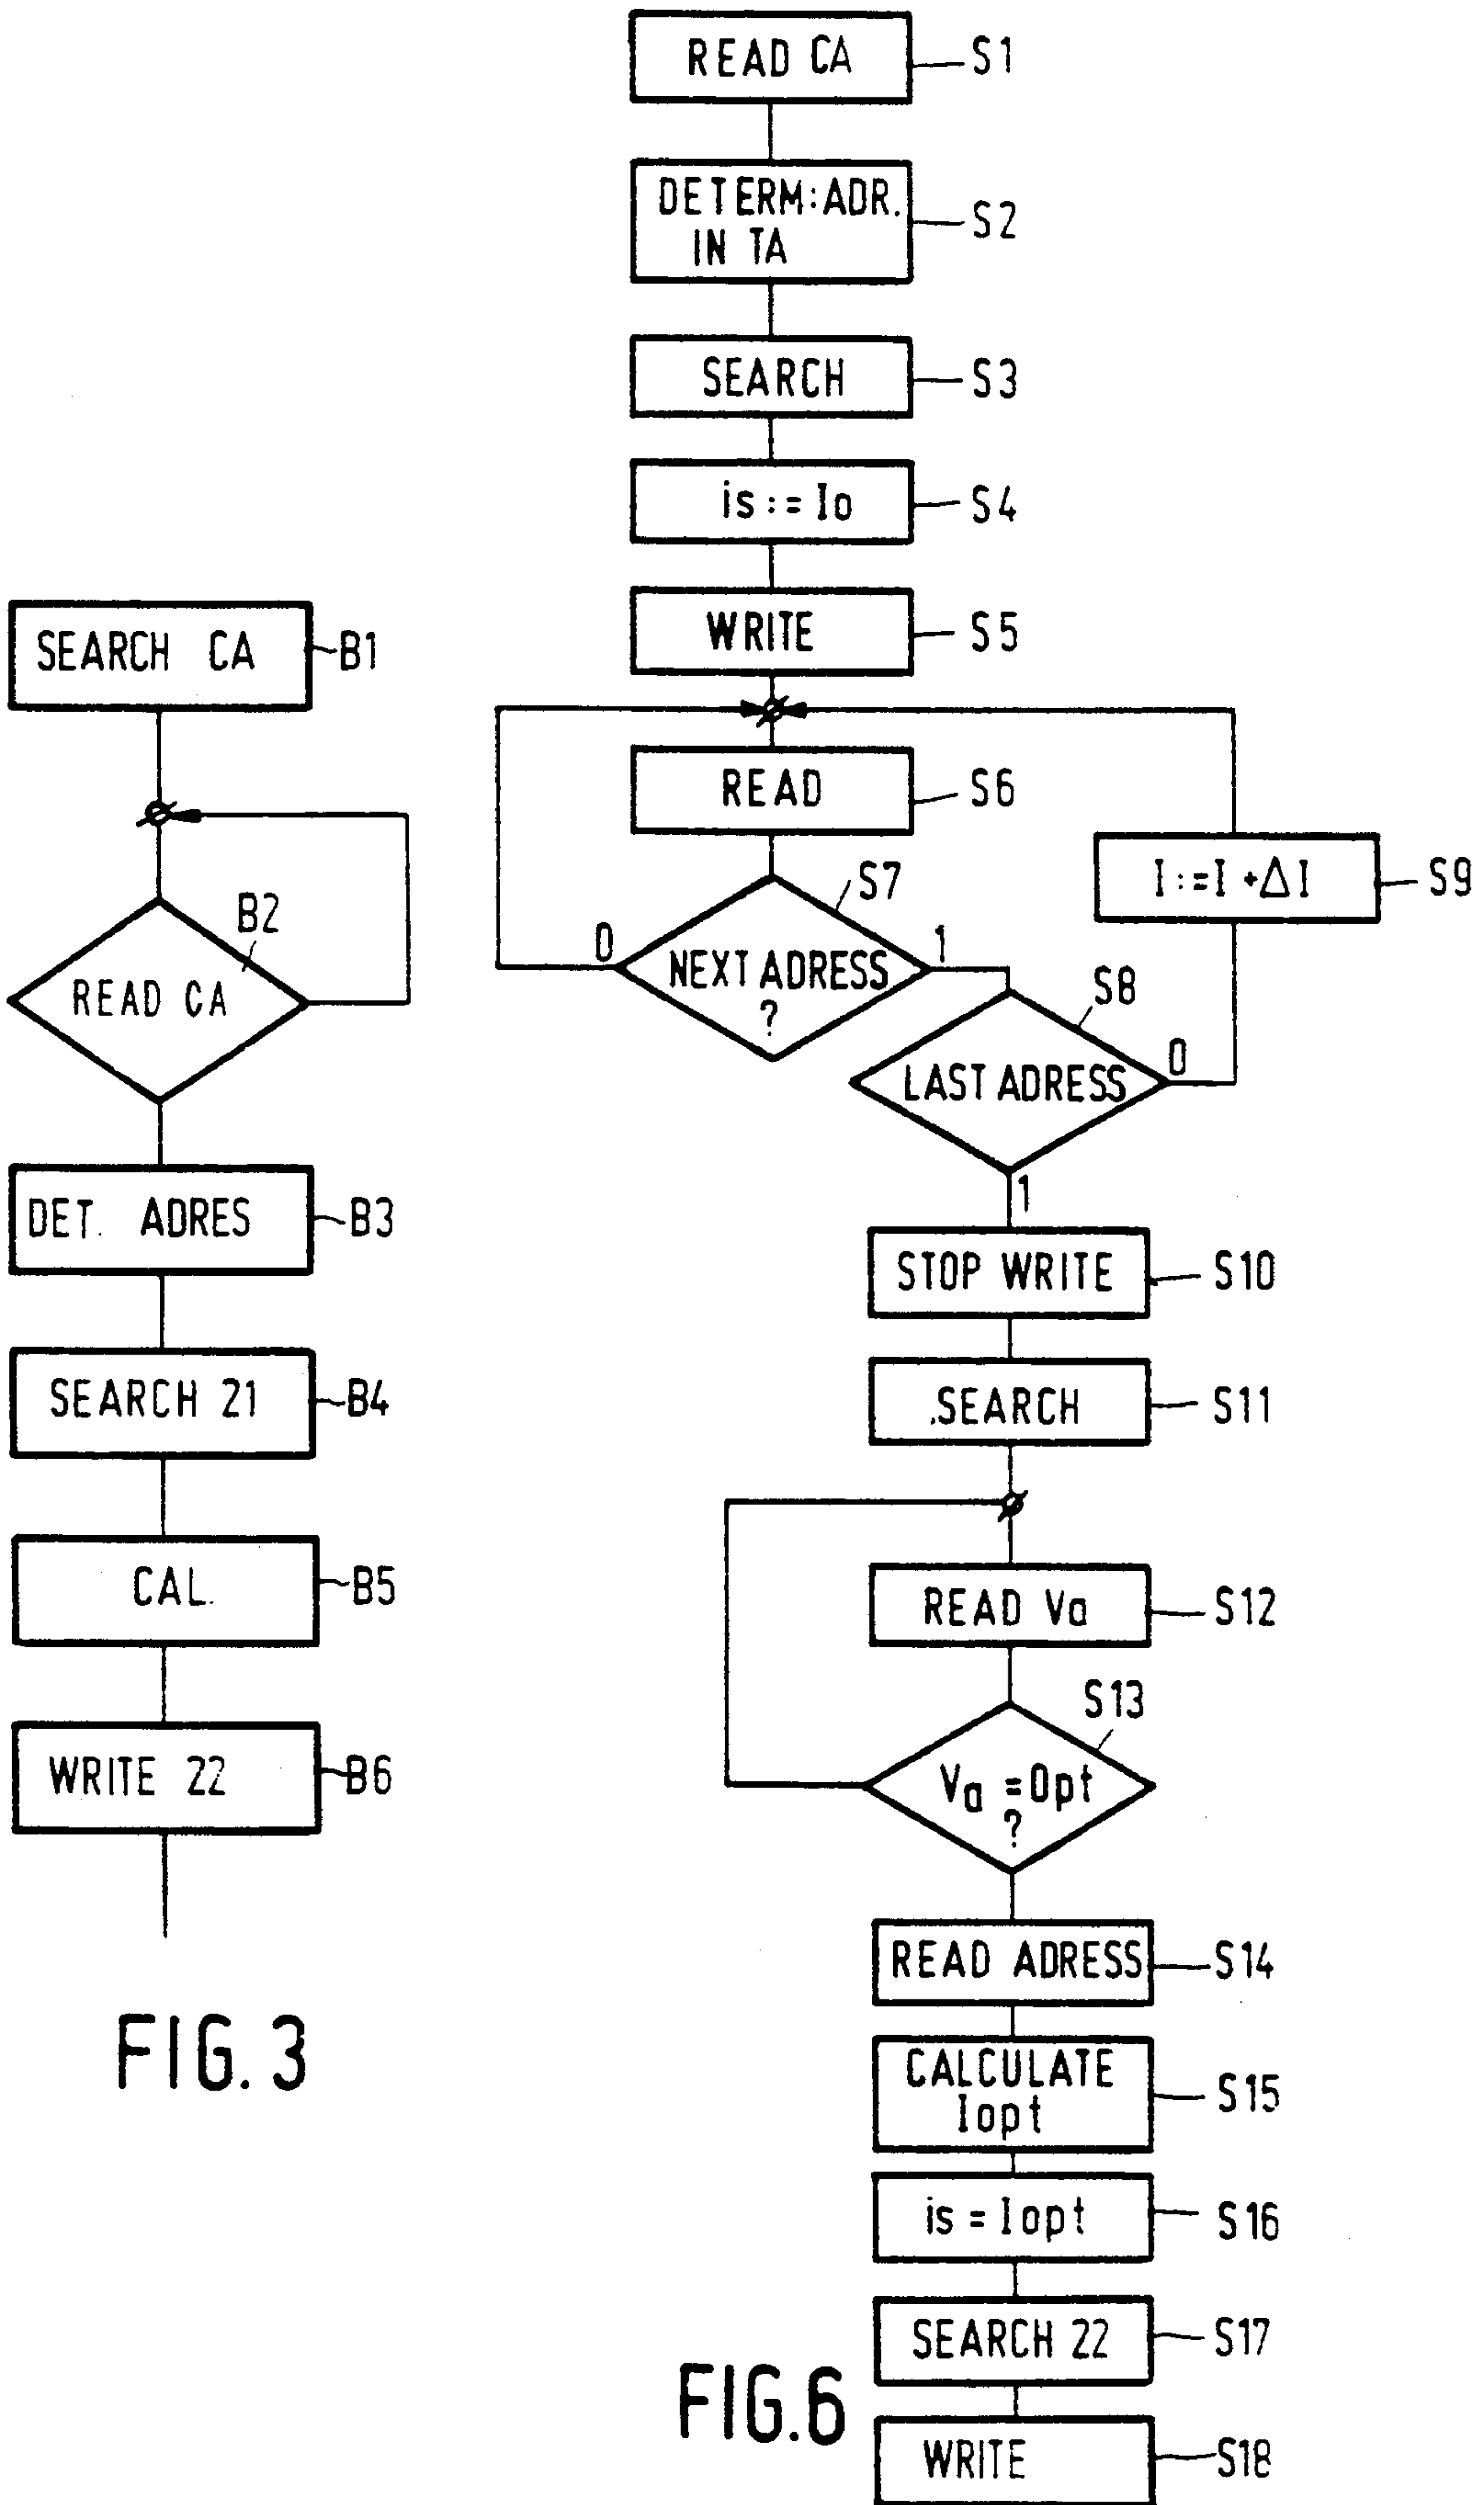 READ CA
S1
DETERM:ADR.
IN TA
S2
SEARCH
S3
is:=Io
S4
WRITE
S5
READ
S6
NEXT ADRESS
?
S7
0
1
LAST ADRESS
S8
0
1
I:=I+ΔI
S9
STOP WRITE
S10
SEARCH
S11
READ Va
S12
Va=Opt
?
S13
READ ADRESS
S14
CALCULATE
Iopt
S15
is=Iopt
S16
SEARCH 22
S17
WRITE
S18
FIG.6
SEARCH CA
B1
READ CA
B2
DET. ADRES
B3
SEARCH 21
B4
CAL.
B5
WRITE 22
B6
FIG.3